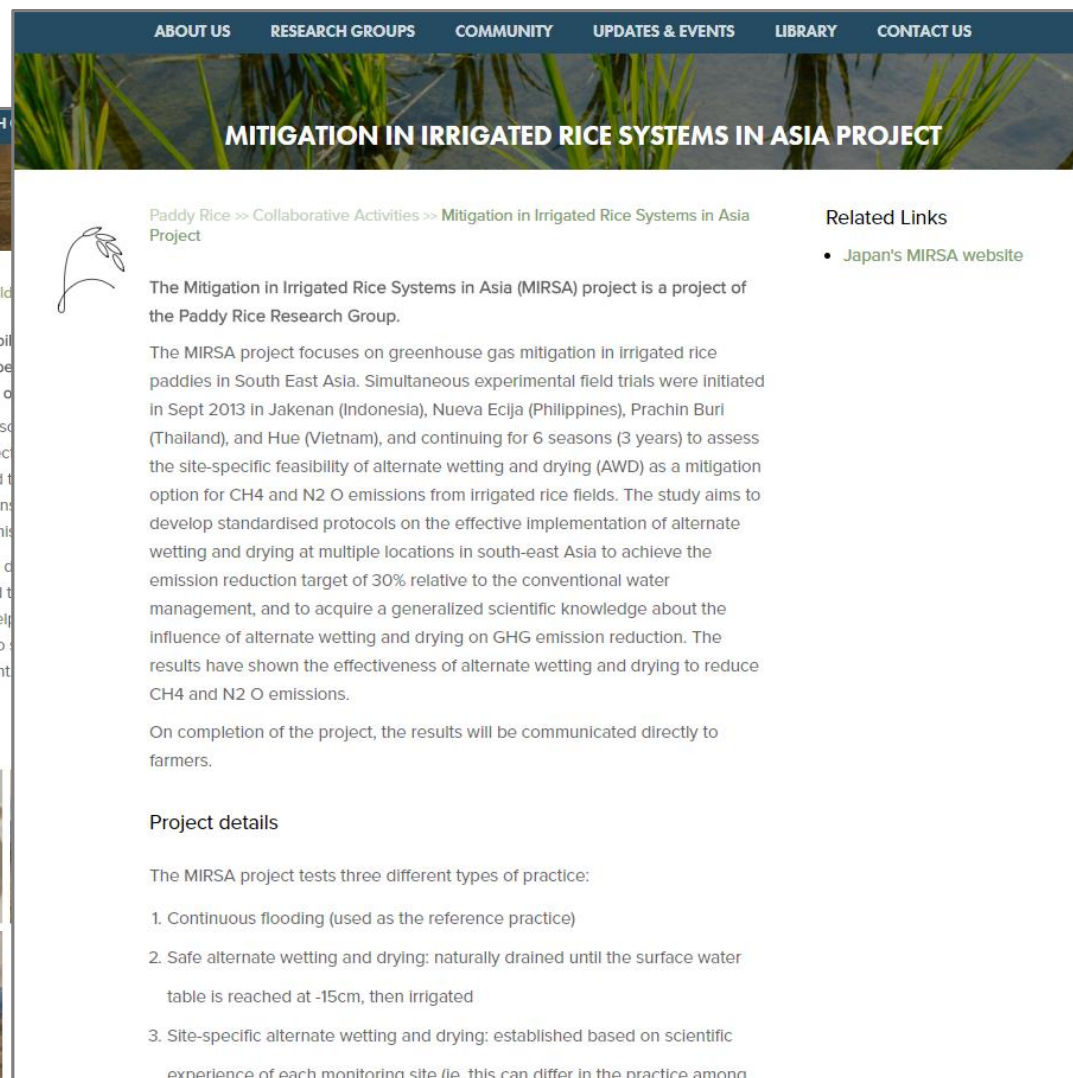 ABOUT US RESEARCH GROUPS COMMUNITY UPDATES & EVENTS LIBRARY CONTACT US
MITIGATION IN IRRIGATED RICE SYSTEMS IN ASIA PROJECT
Paddy Rice >> Collaborative Activities >> Mitigation in Irrigated Rice Systems in Asia
Project
Related Links
• Japan's MIRSA website
The Mitigation in Irrigated Rice Systems in Asia (MIRSA) project is a project of
the Paddy Rice Research Group.
The MIRSA project focuses on greenhouse gas mitigation in irrigated rice
paddies in South East Asia. Simultaneous experimental field trials were initiated
in Sept 2013 in Jakenan (Indonesia), Nueva Ecija (Philippines), Prachin Buri
(Thailand), and Hue (Vietnam), and continuing for 6 seasons (3 years) to assess
the site-specific feasibility of alternate wetting and drying (AWD) as a mitigation
option for CH4 and N2 O emissions from irrigated rice fields. The study aims to
develop standardised protocols on the effective implementation of alternate
wetting and drying at multiple locations in south-east Asia to achieve the
emission reduction target of 30% relative to the conventional water
management, and to acquire a generalized scientific knowledge about the
influence of alternate wetting and drying on GHG emission reduction. The
results have shown the effectiveness of alternate wetting and drying to reduce
CH4 and N2 O emissions.
On completion of the project, the results will be communicated directly to
farmers.
Project details
The MIRSA project tests three different types of practice:
1. Continuous flooding (used as the reference practice)
2. Safe alternate wetting and drying: naturally drained until the surface water
table is reached at -15cm, then irrigated
3. Site-specific alternate wetting and drying: established based on scientific
experience of each monitoring site (ie, this can differ in the practice among